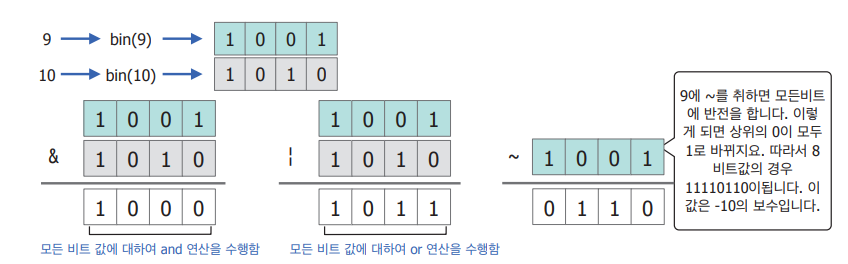 9 bin(9) 1 0 0 1
10 bin(10) 1 0 1 0
1 0 0 1
& 1 0 1 0
1 0 0 0
모든 비트 값에 대하여 and 연산을 수행함
1 0 0 1
¦ 1 0 1 0
1 0 1 1
모든 비트 값에 대하여 or 연산을 수행함
~ 1 0 0 1
0 1 1 0
9에 ~를 취하면 모든비트
에 반전을 합니다. 이렇
게 되면 상위의 0이 모두
1로 바뀌지요. 따라서 8
비트값의 경우
11110110이됩니다. 이
값은 -10의 보수입니다.